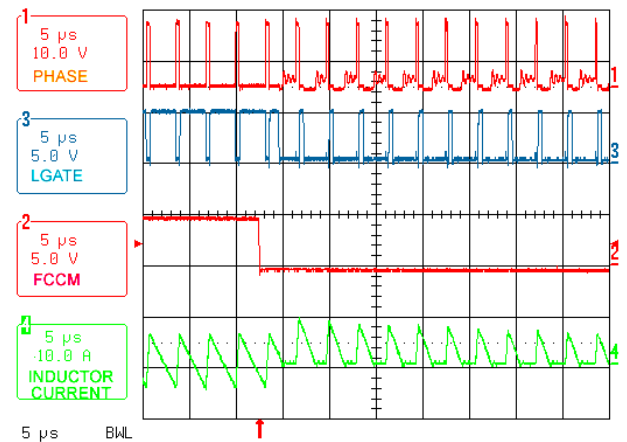 1
5 µs
10.0 V
PHASE
1
3
5 µs
5.0 V
LGATE
3
2
5 µs
5.0 V
FCCM
2
4
5 µs
10.0 A
INDUCTOR
CURRENT
4
5 µs BWL